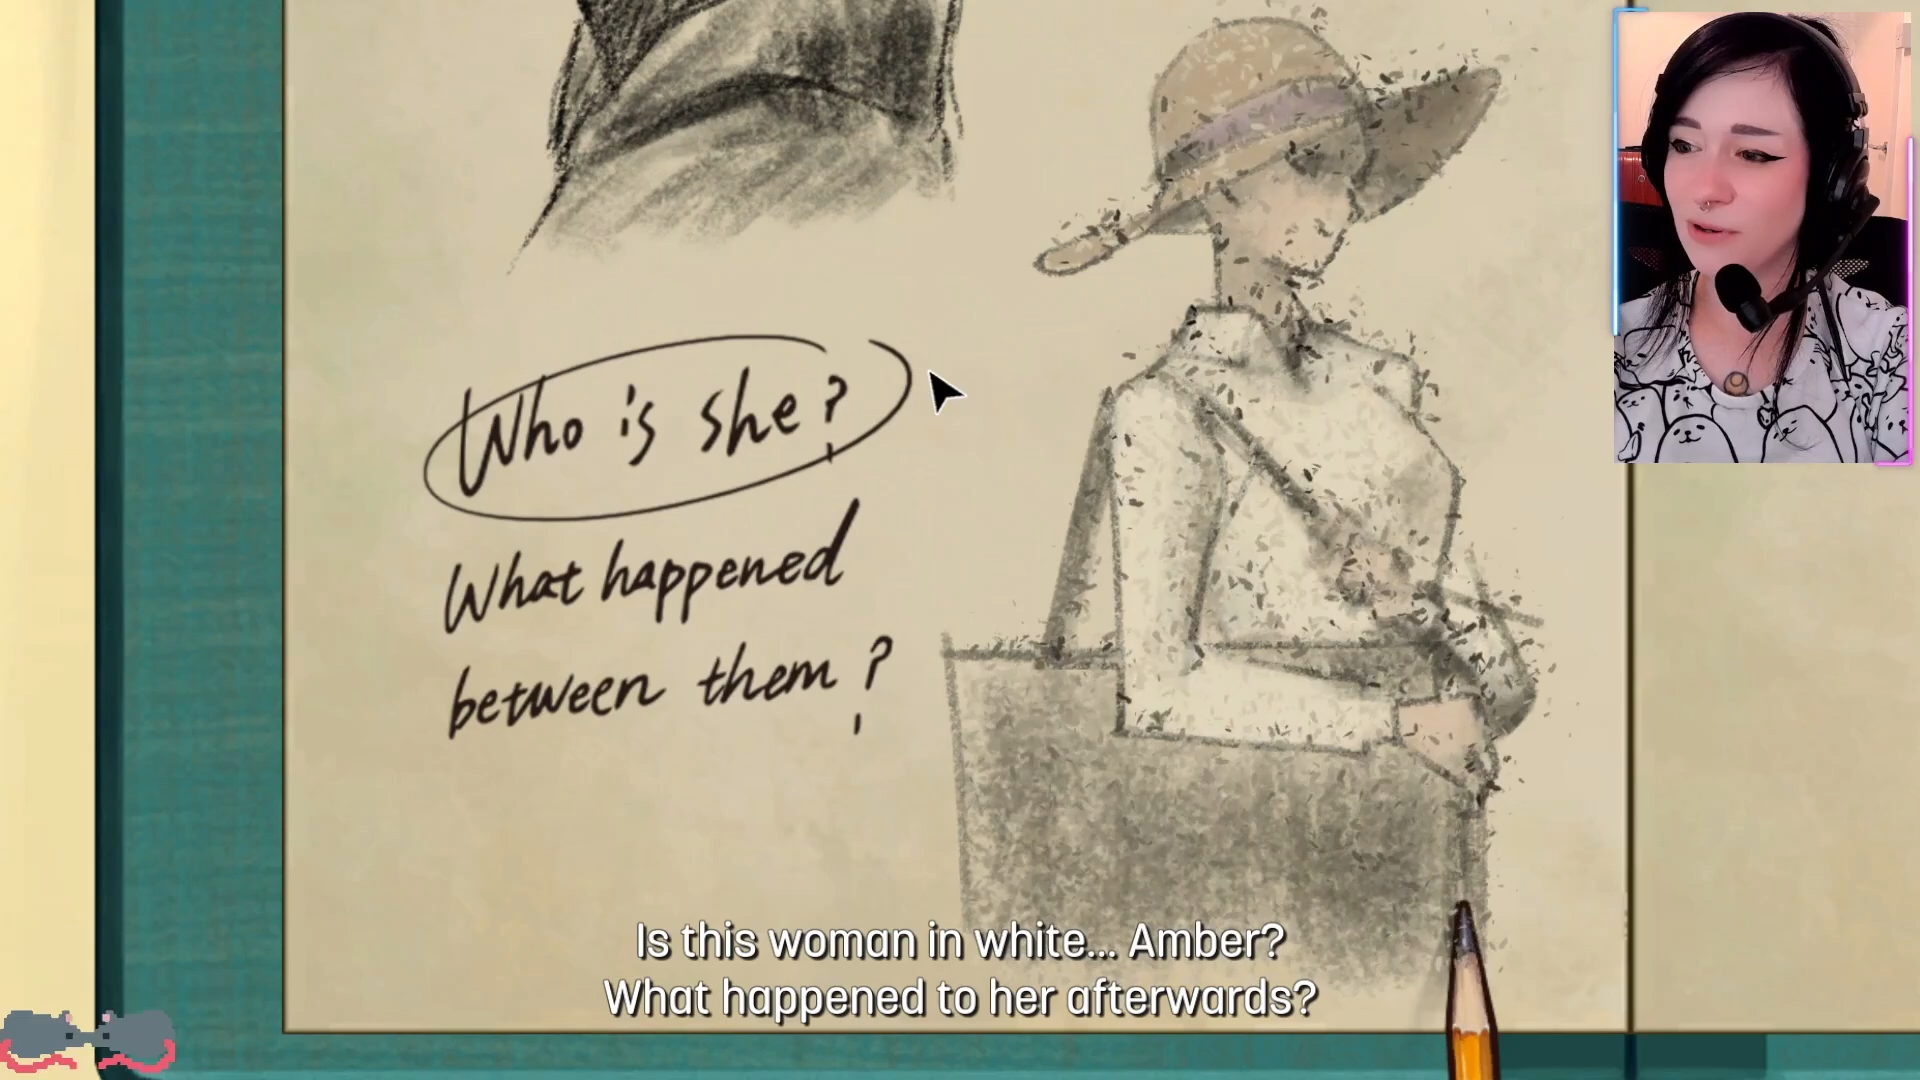 Who is she?
What happened
between them?
Is this woman in white... Amber?
What happened to her afterwards?